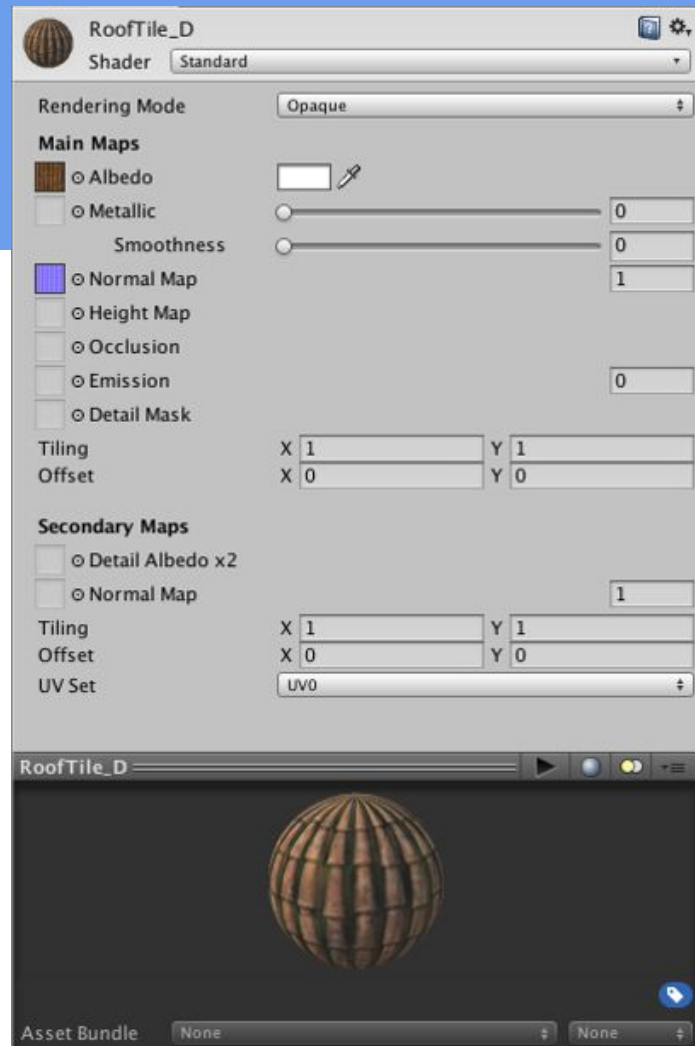 RoofTile_D
Shader Standard
Rendering Mode Opaque
Main Maps
Albedo
Metallic 0
Smoothness 0
Normal Map 1
Height Map
Occlusion
Emission 0
Detail Mask
Tiling X 1 Y 1
Offset X 0 Y 0
Secondary Maps
Detail Albedo x2
Normal Map 1
Tiling X 1 Y 1
Offset X 0 Y 0
UV Set UV0
RoofTile_D
Asset Bundle None None